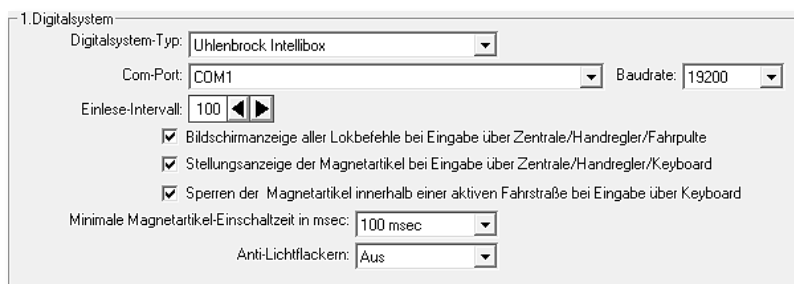 1.Digitalsystem
Digitalsystem-Typ: Uhlenbrock Intellibox
Com-Port: COM1 Baudrate: 19200
Einlese-Intervall: 100
Bildschirmanzeige aller Lokbefehle bei Eingabe über Zentrale/Handregler/Fahrpulte
Stellungsanzeige der Magnetartikel bei Eingabe über Zentrale/Handregler/Keyboard
Sperren der Magnetartikel innerhalb einer aktiven Fahrstraße bei Eingabe über Keyboard
Minimale Magnetartikel-Einschaltzeit in msec: 100 msec
Anti-Lichtflackern: Aus